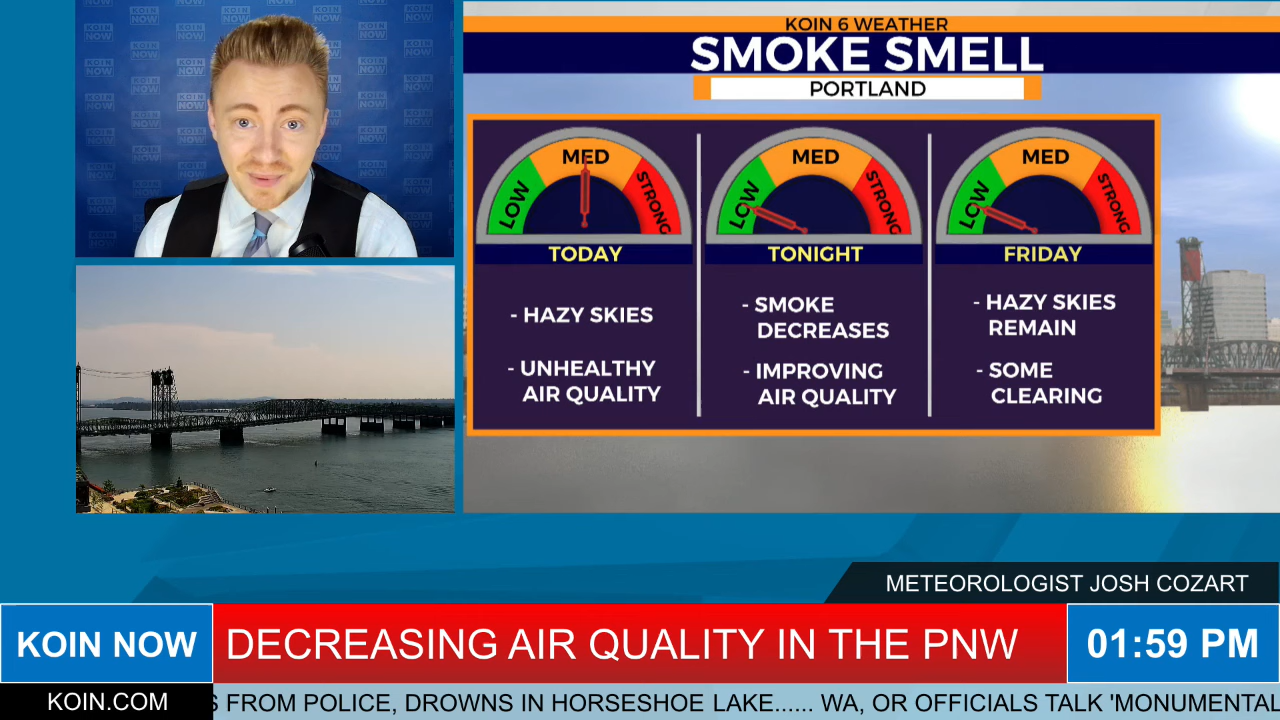 KOIN NOW
KOIN 6 WEATHER
SMOKE SMELL
PORTLAND
LOW MED STRONG
TODAY
- HAZY SKIES
- UNHEALTHY
AIR QUALITY
LOW MED STRONG
TONIGHT
- SMOKE
DECREASES
- IMPROVING
AIR QUALITY
LOW MED STRONG
FRIDAY
- HAZY SKIES
REMAIN
- SOME
CLEARING
METEOROLOGIST JOSH COZART
KOIN NOW
DECREASING AIR QUALITY IN THE PNW
01:59 PM
KOIN.COM
S FROM POLICE, DROWNS IN HORSESHOE LAKE...... WA, OR OFFICIALS TALK 'MONUMENTAL